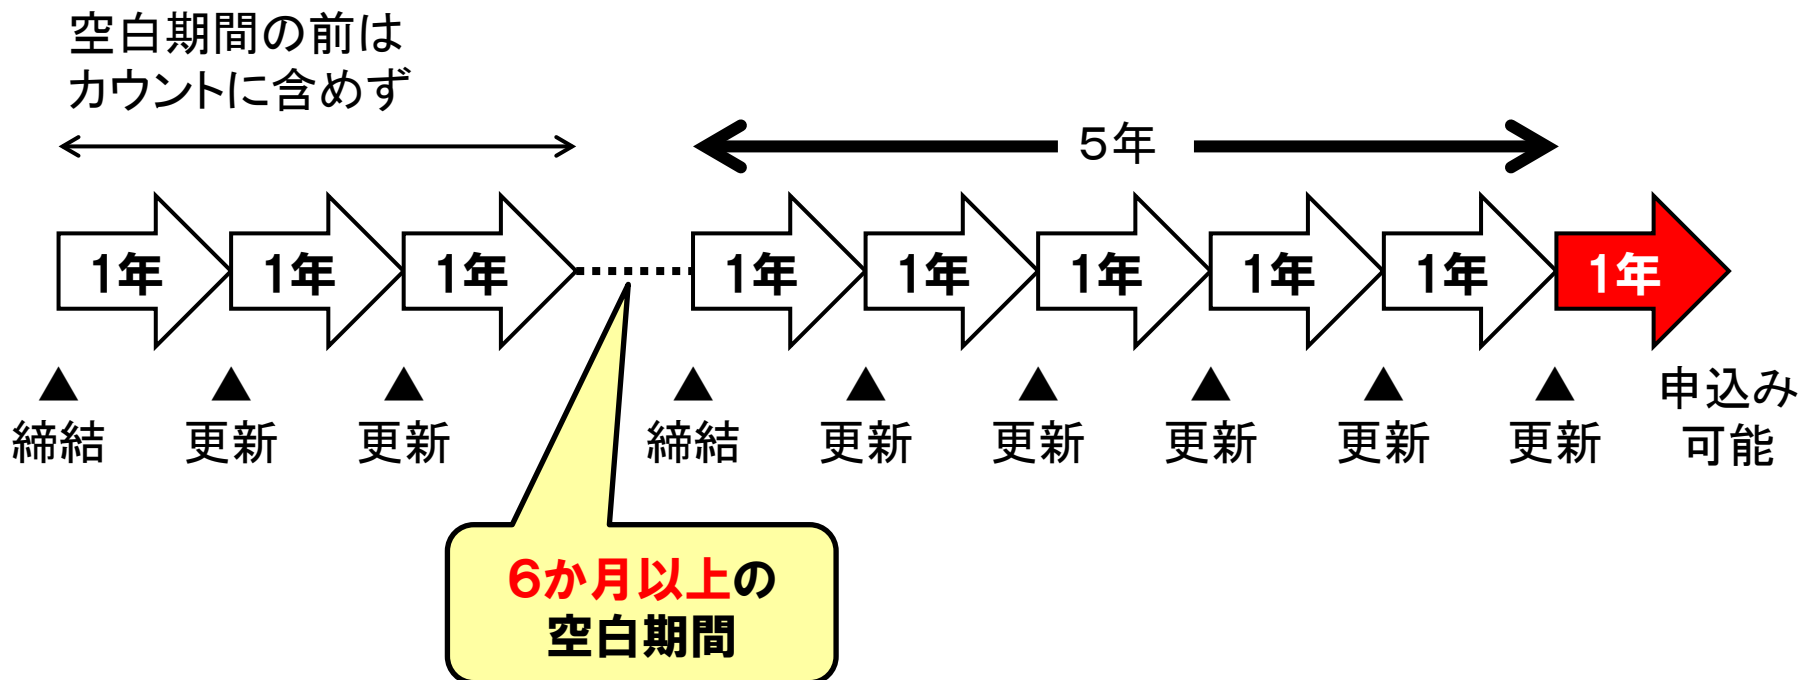 空白期間の前は
カウントに含めず
5年
1年 1年 1年 1年 1年 1年 1年 1年 1年
▲ ▲ ▲ ▲ ▲ ▲ ▲ ▲ ▲
締結 更新 更新 締結 更新 更新 更新 更新 更新
申込み
可能
6か月以上の
空白期間